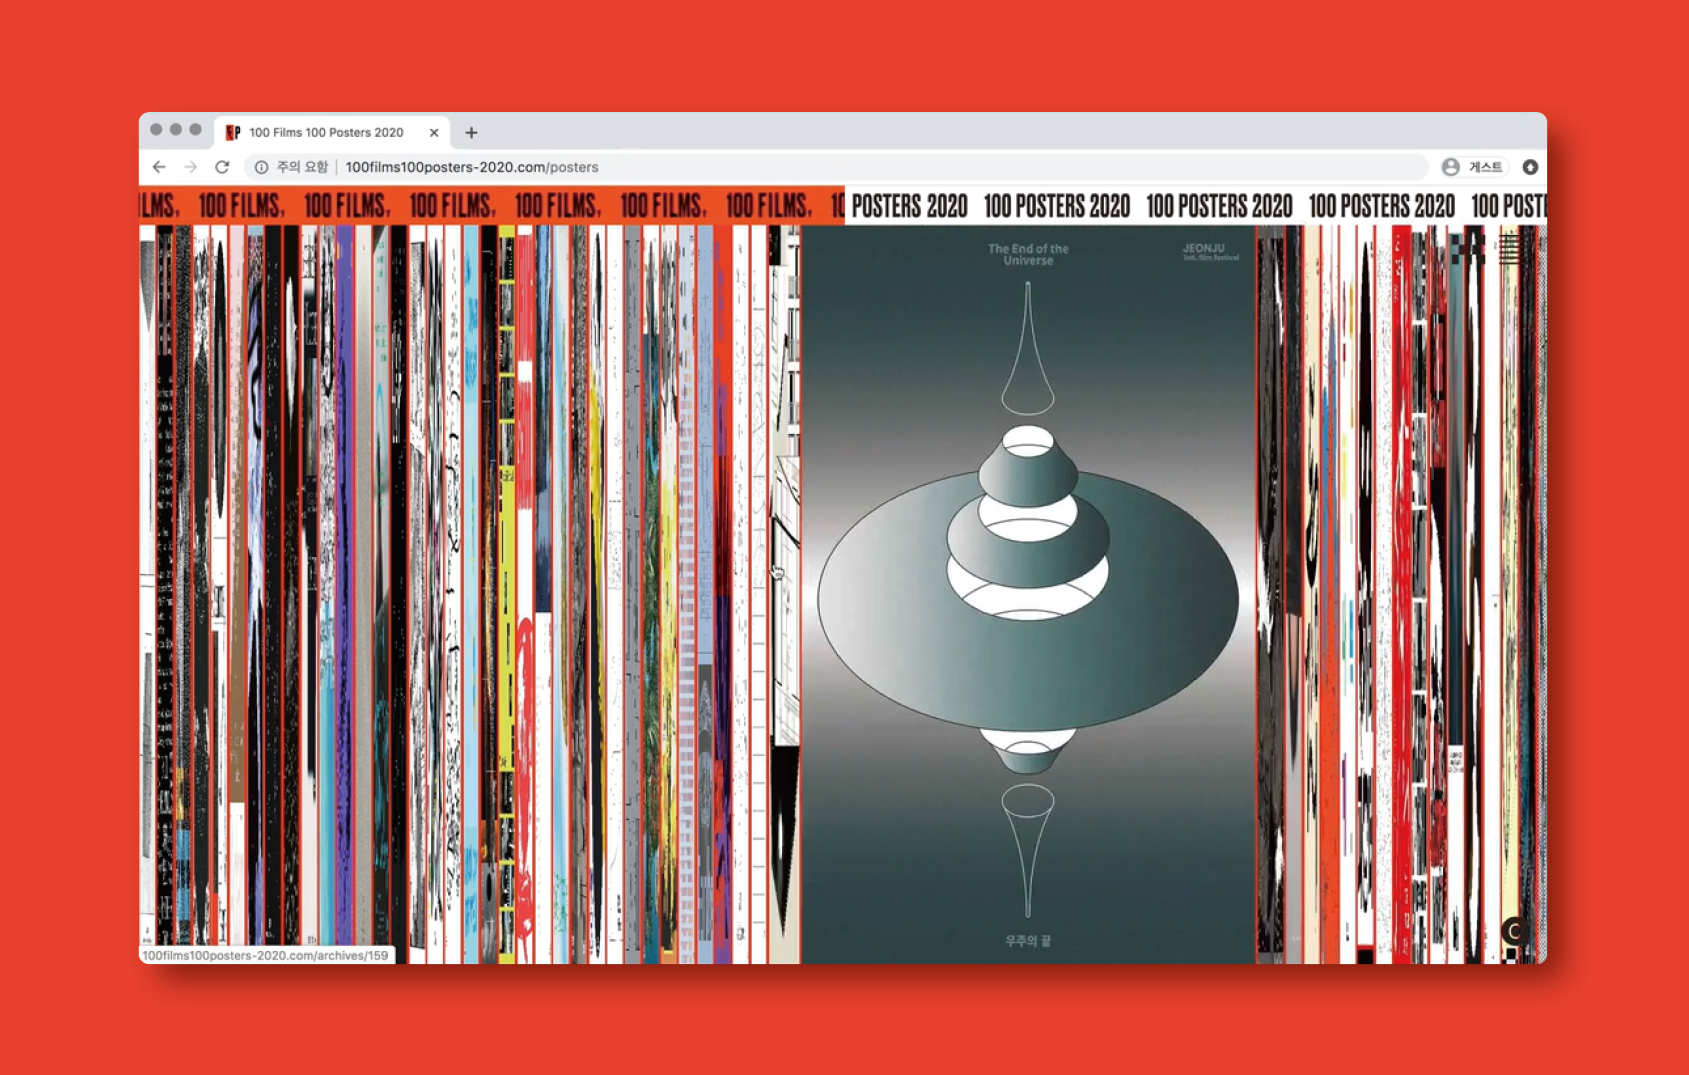 100 Films 100 Posters 2020
주의 요함
100films100posters-2020.com/posters
게스트
ILMS, 100 FILMS, 100 FILMS, 100 FILMS, 100 FILMS, 100 FILMS, 100 FILMS, 10
POSTERS 2020 100 POSTERS 2020 100 POSTERS 2020 100 POSTERS 2020 100 POSTE
The End of the
Universe
JEONJU
intl. film festival
우주의 끝
100films100posters-2020.com/archives/159